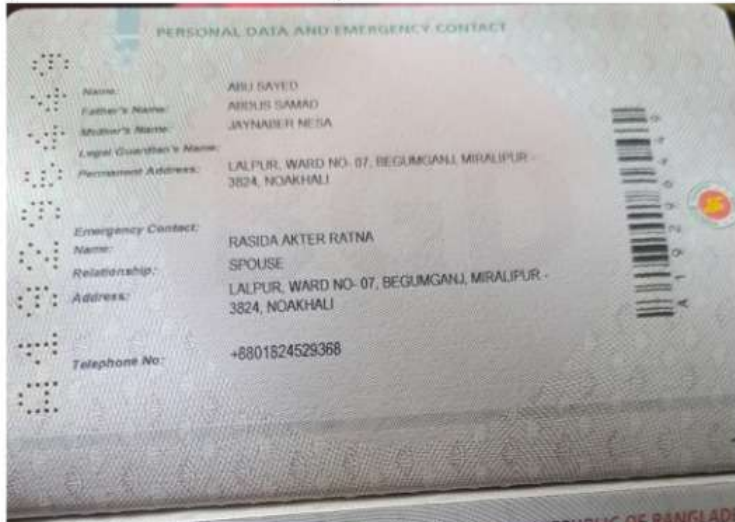 PERSONAL DATA AND EMERGENCY CONTACT
Name: ABU SAYED
Father's Name: ABDUS SAMAD
Mother's Name: JAYNABER NESA
Legal Guardian's Name:
Permanent Address: LALPUR, WARD NO- 07, BEGUMGANJ, MIRALIPUR -
3824, NOAKHALI
Emergency Contact:
Name: RASIDA AKTER RATNA
Relationship: SPOUSE
Address: LALPUR, WARD NO- 07, BEGUMGANJ, MIRALIPUR -
3824, NOAKHALI
Telephone No: +8801824529368